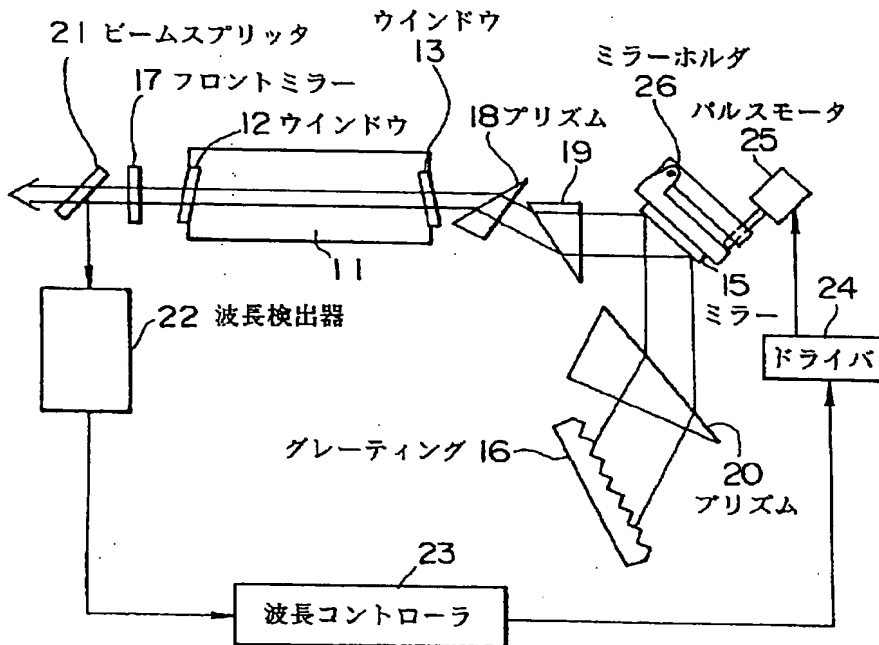 21 ビームスプリッタ
17 フロントミラー
12 ウインドウ
ウインドウ
13
18 プリズム
19
ミラーホルダ
26
パルスモータ
25
11
15
ミラー
24
ドライバ
22 波長検出器
グレーティング 16
20
プリズム
23
波長コントローラ